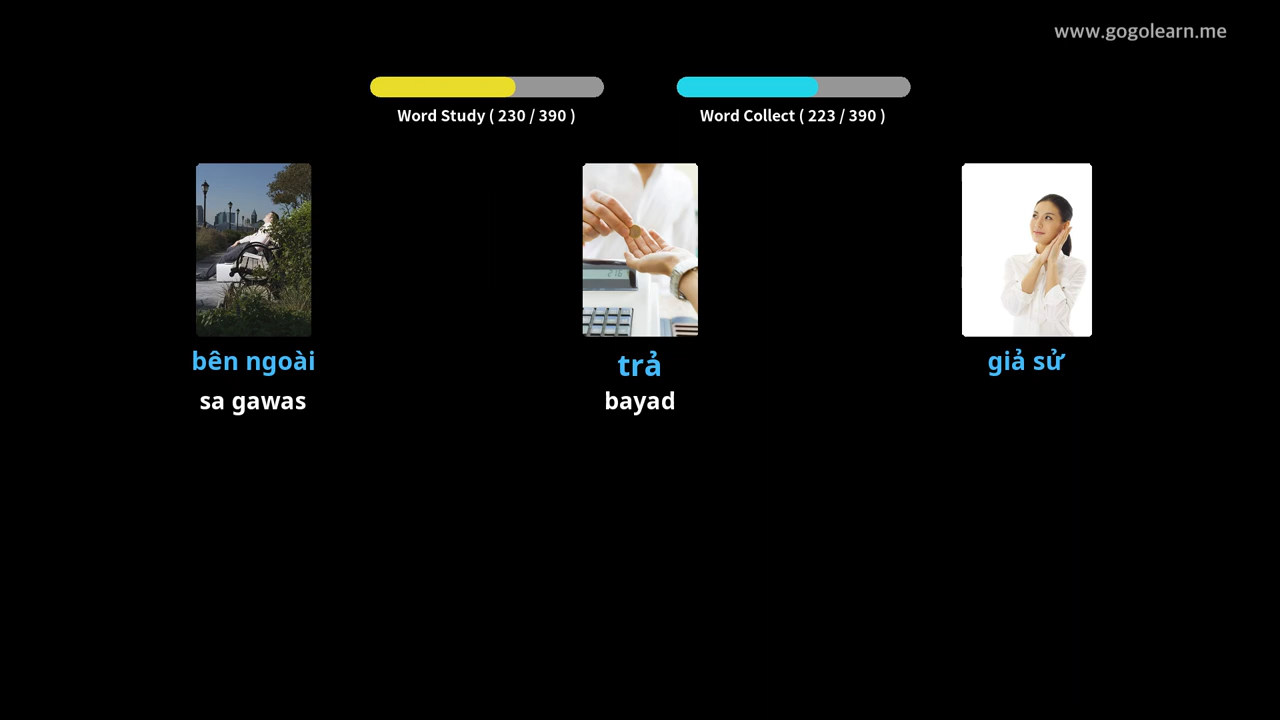 www.gogolearn.me
Word Study ( 230 / 390 )
Word Collect ( 223 / 390 )
bên ngoài
sa gawas
trả
bayad
giả sử